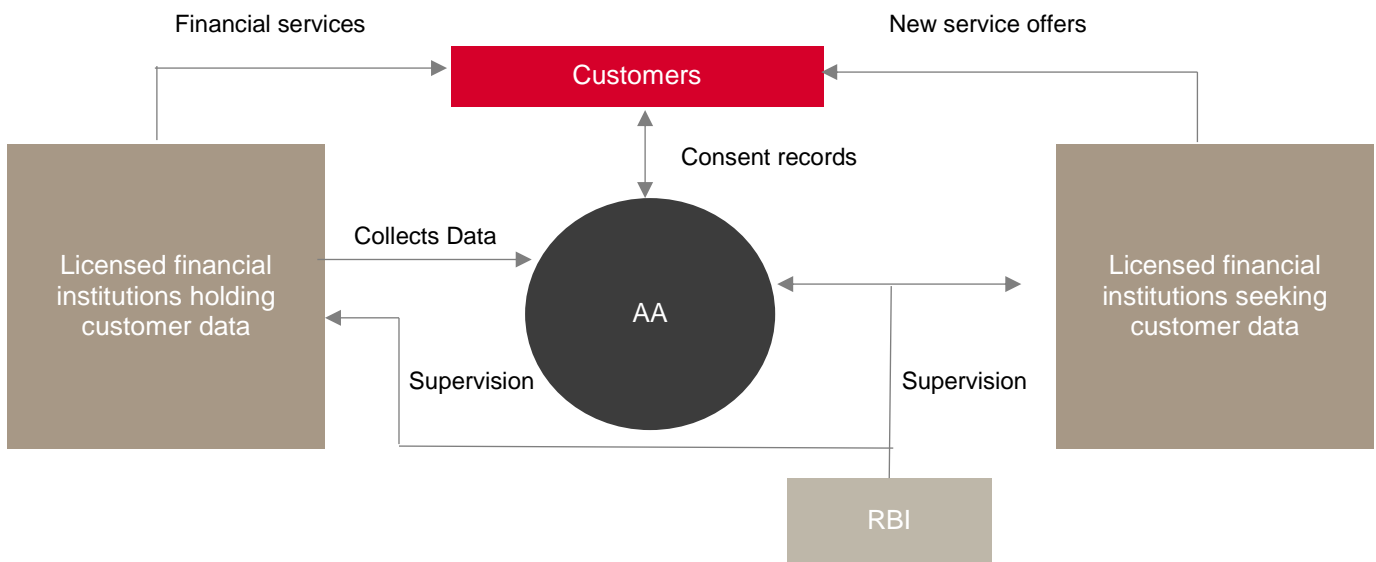 Financial services
New service offers
Customers
Consent records
Collects Data
Licensed financial
institutions holding
customer data
AA
Licensed financial
institutions seeking
customer data
Supervision
Supervision
RBI